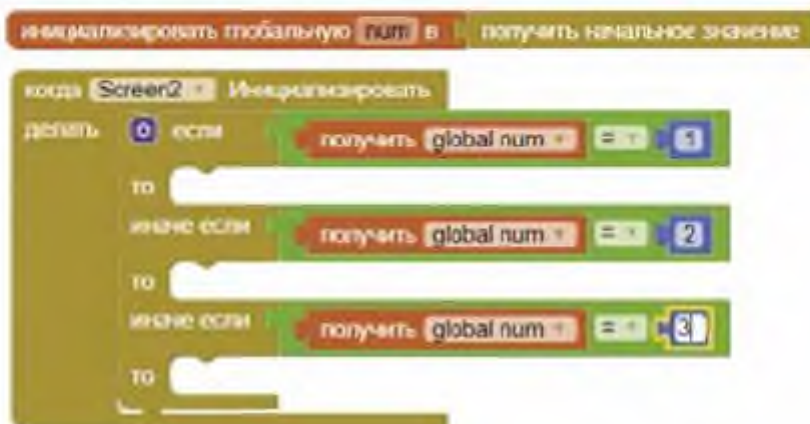 инициализировать глобальную num в получить начальное значение
когда Screen2 Инициализировать
делать если получить global num = 1
то
иначе если получить global num = 2
то
иначе если получить global num = 3
то